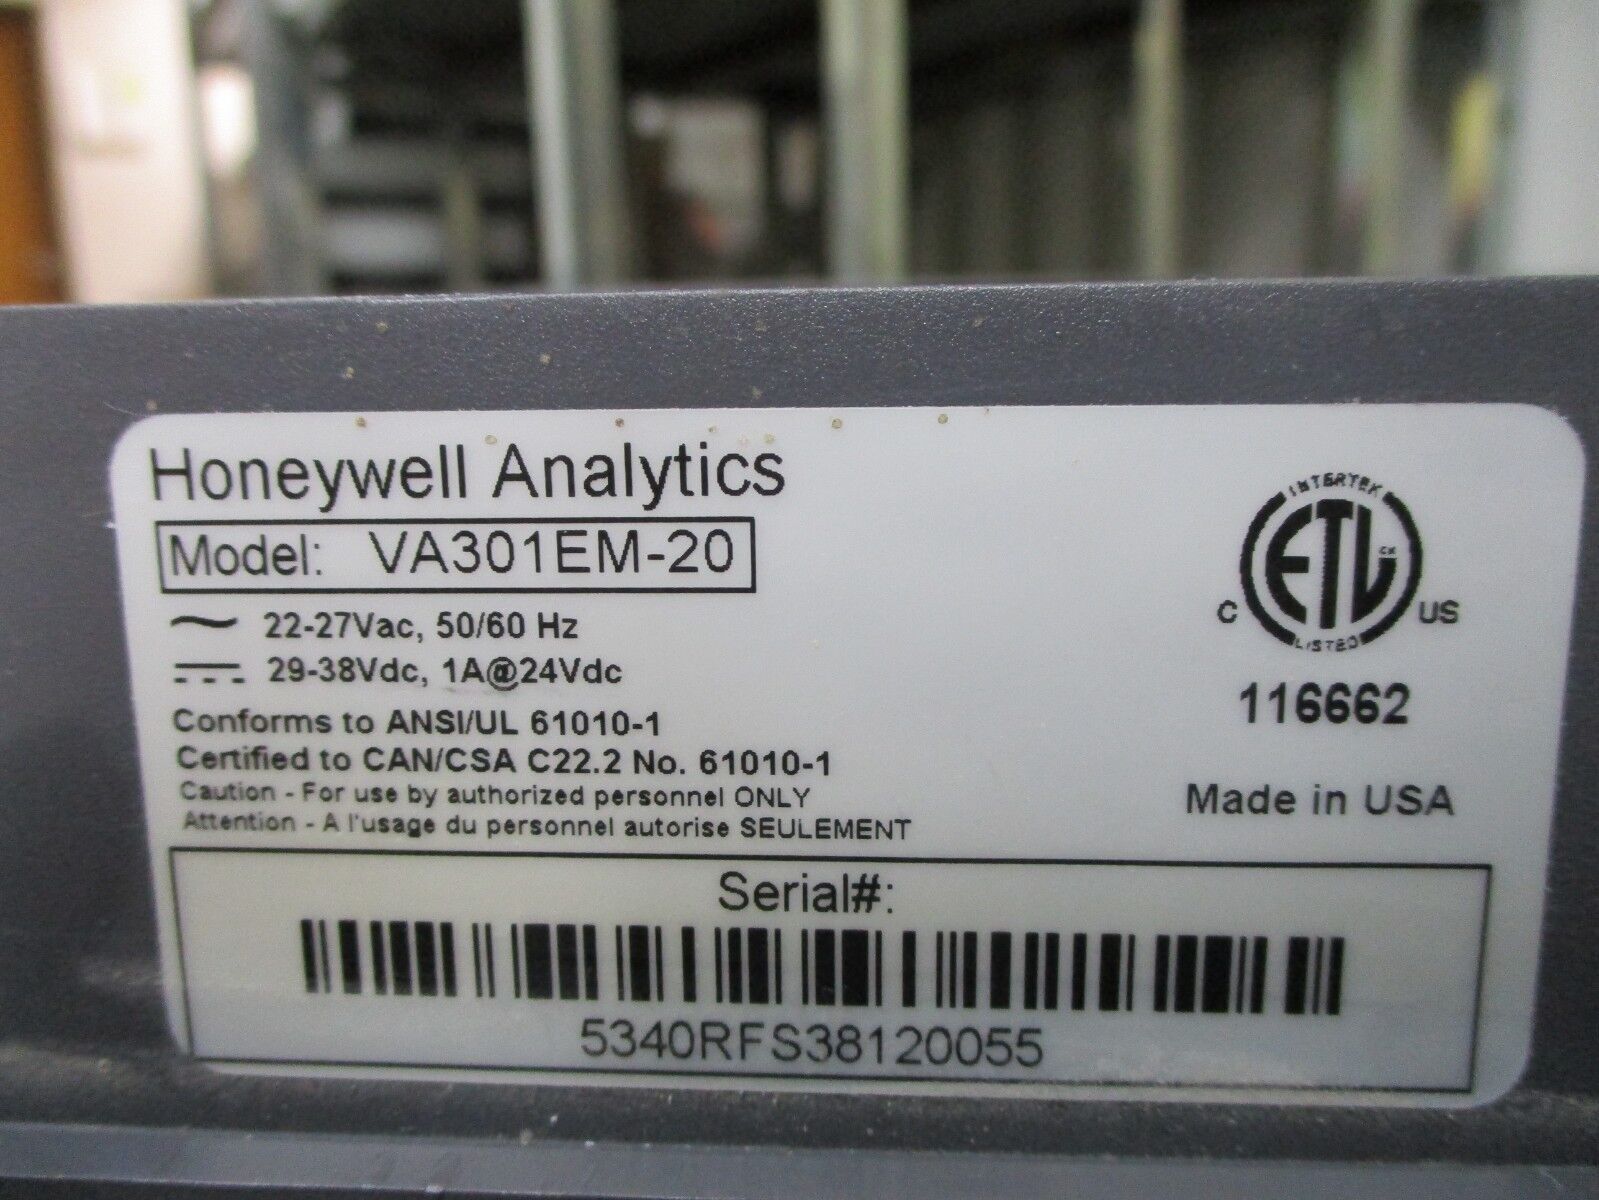 Honeywell Analytics
Model: VA301EM-20
22-27Vac, 50/60 Hz
29-38Vdc, 1A@24Vdc
Conforms to ANSI/UL 61010-1
Certified to CAN/CSA C22.2 No. 61010-1
Caution - For use by authorized personnel ONLY
Attention - A l'usage du personnel autorise SEULEMENT
INTERTEK
ETL CM
LISTED
C US
116662
Made in USA
Serial#:
5340RFS38120055